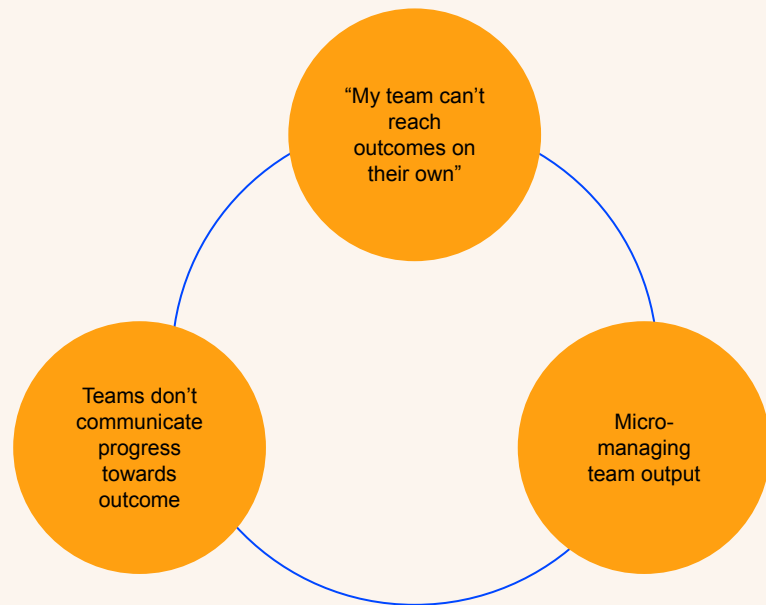 “My team can’t
reach
outcomes on
their own”
Teams don’t
communicate
progress
towards
outcome
Micro-
managing
team output